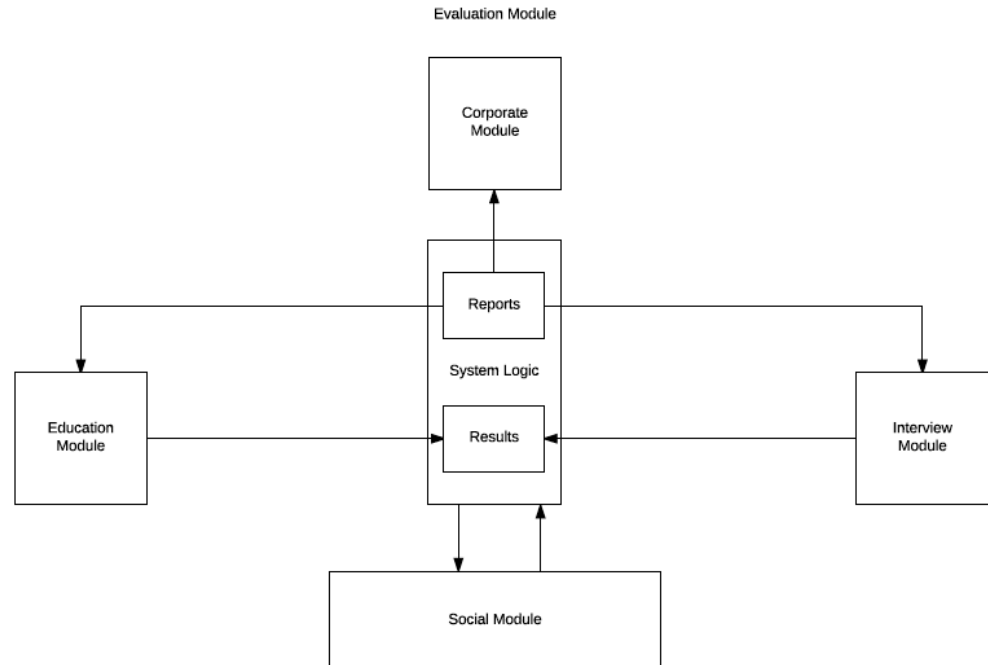 Evaluation Module
Corporate
Module
Reports
System Logic
Education
Module
Results
Interview
Module
Social Module